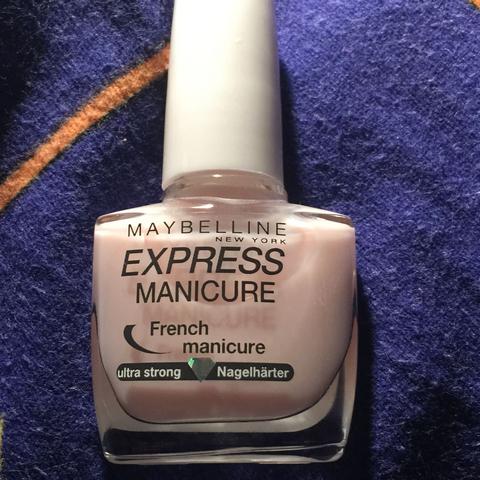 MAYBELLINE
NEW YORK
EXPRESS
MANICURE
French
manicure
ultra strong Nagelhärter